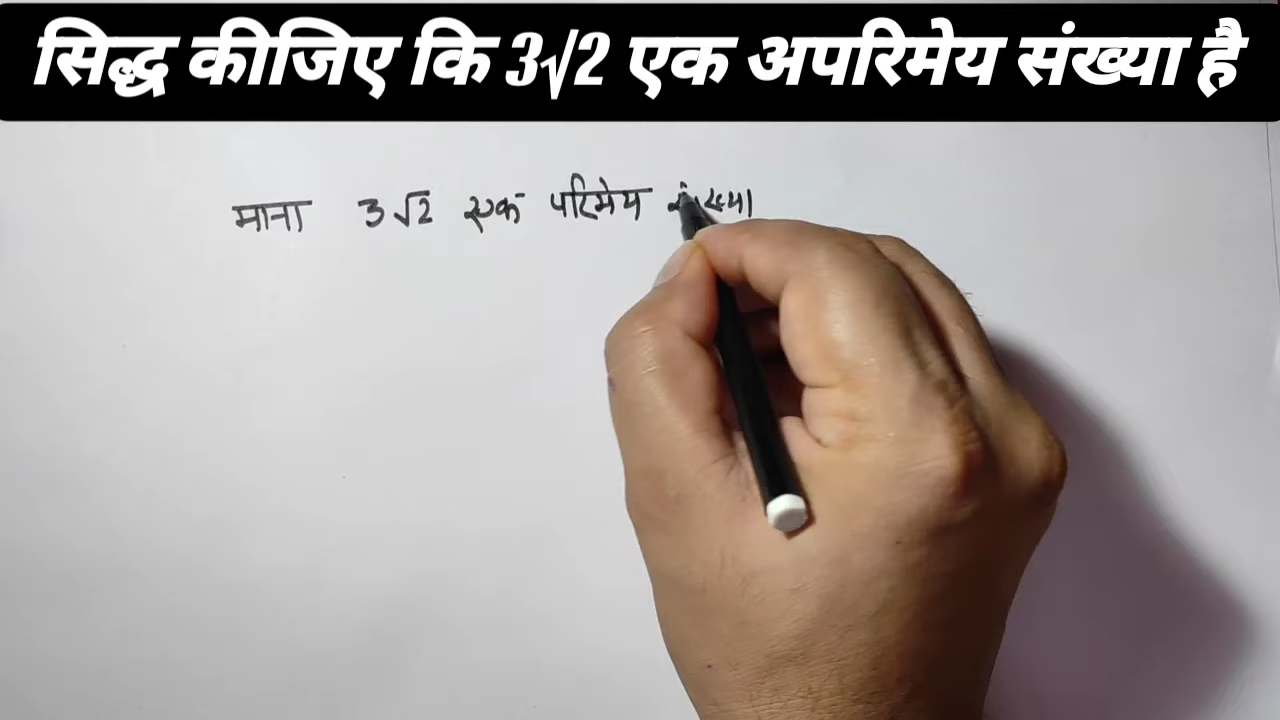 सिद्ध कीजिए कि 3√2 एक अपरिमेय संख्या है
माना 3√2 एक परिमेय संख्या